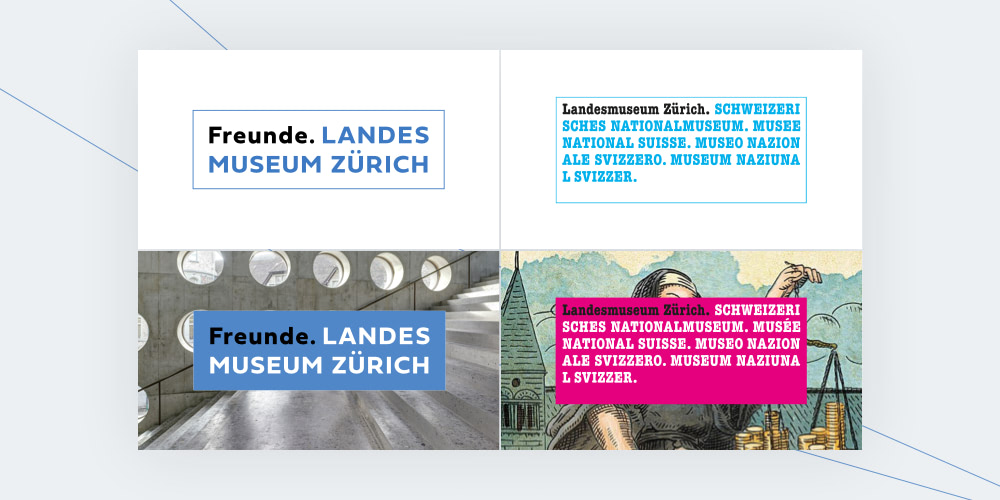 Freunde. LANDES
MUSEUM ZÜRICH
Landesmuseum Zürich. SCHWEIZERI
SCHES NATIONALMUSEUM. MUSEE
NATIONAL SUISSE. MUSEO NAZION
ALE SVIZZERO. MUSEUM NAZIUNA
L SVIZZER.
Freunde. LANDES
MUSEUM ZÜRICH
Landesmuseum Zürich. SCHWEIZERI
SCHES NATIONALMUSEUM. MUSÉE
NATIONAL SUISSE. MUSEO NAZION
ALE SVIZZERO. MUSEUM NAZIUNA
L SVIZZER.